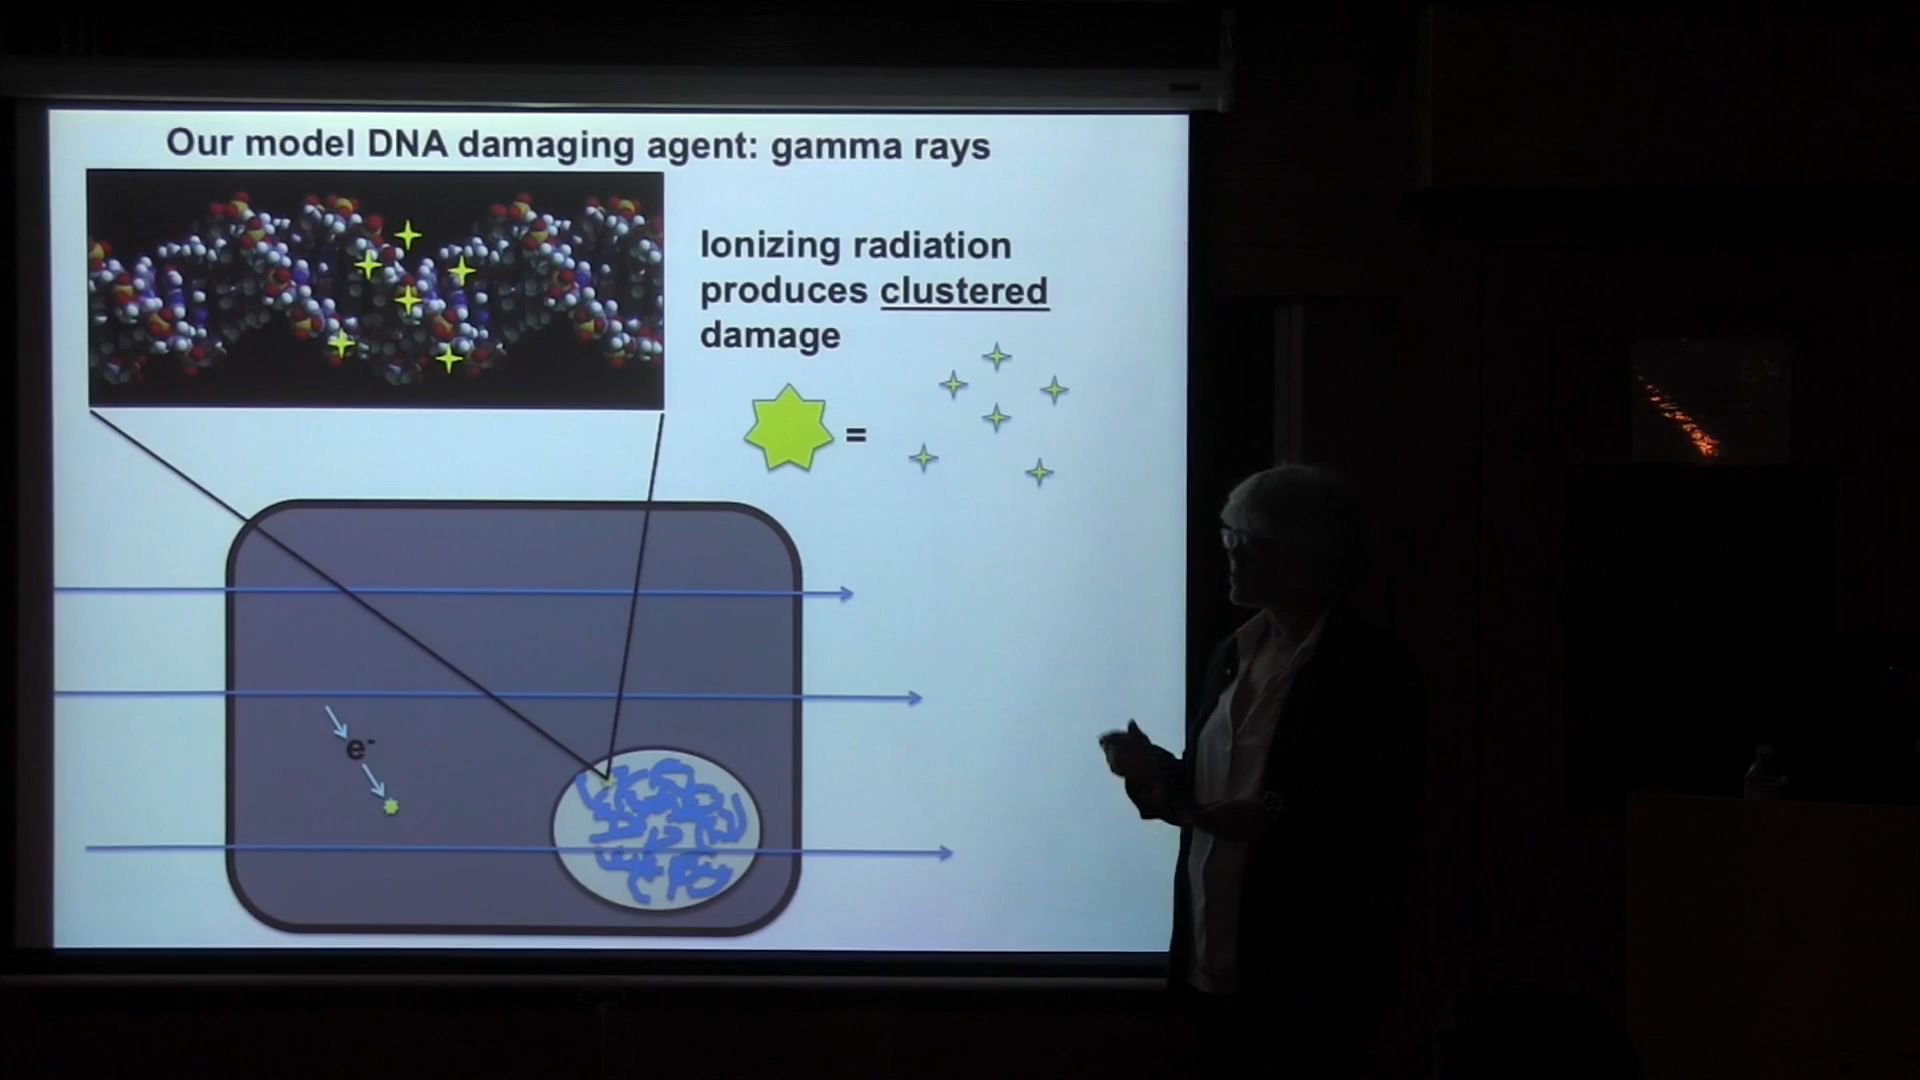 Our model DNA damaging agent: gamma rays
Ionizing radiation
produces clustered
damage
=
e-